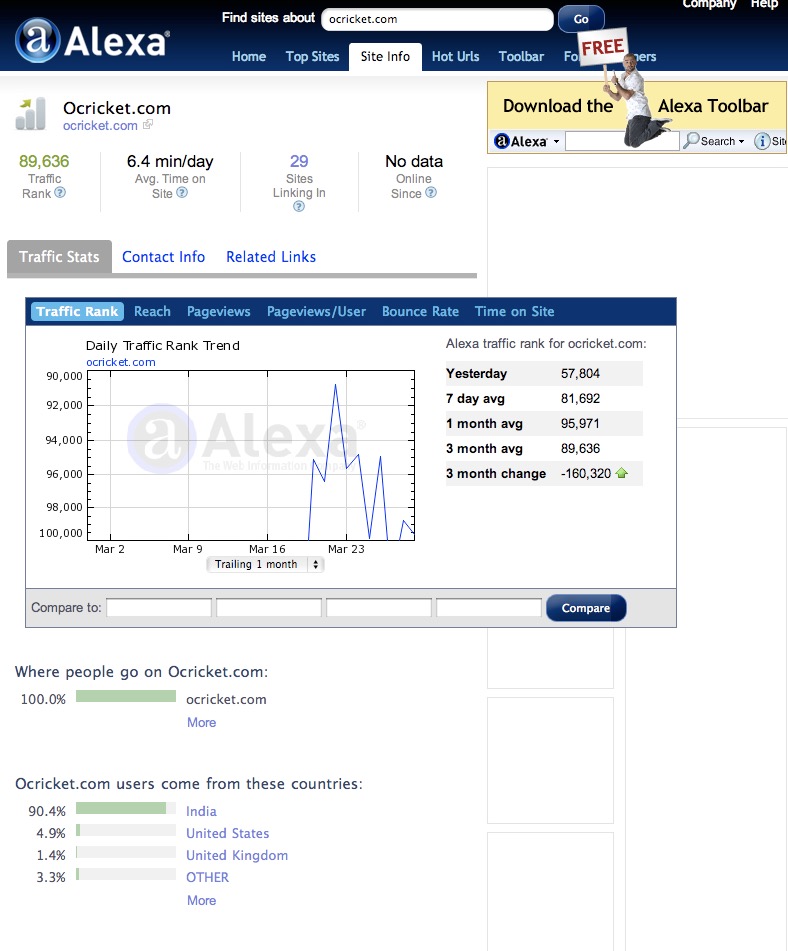 Company Help
Find sites about ocricket.com Go
Alexa®
Home Top Sites Site Info Hot Urls Toolbar
FREE
Ocricket.com
ocricket.com
Download the Alexa Toolbar
Alexa Search
89,636 6.4 min/day 29 No data
Traffic Avg. Time on Sites Online
Rank ? Site ? Linking In Since ?
?
Traffic Stats Contact Info Related Links
Traffic Rank Reach Pageviews Pageviews/User Bounce Rate Time on Site
Daily Traffic Rank Trend
ocricket.com
90,000
92,000
94,000
96,000
98,000
100,000
Mar 2 Mar 9 Mar 16 Mar 23
Alexa®
The Web Information
Trailing 1 month
Alexa traffic rank for ocricket.com:
Yesterday 57,804
7 day avg 81,692
1 month avg 95,971
3 month avg 89,636
3 month change -160,320
Compare to: Compare
Where people go on Ocricket.com:
100.0% ocricket.com
More
Ocricket.com users come from these countries:
90.4% India
4.9% United States
1.4% United Kingdom
3.3% OTHER
More